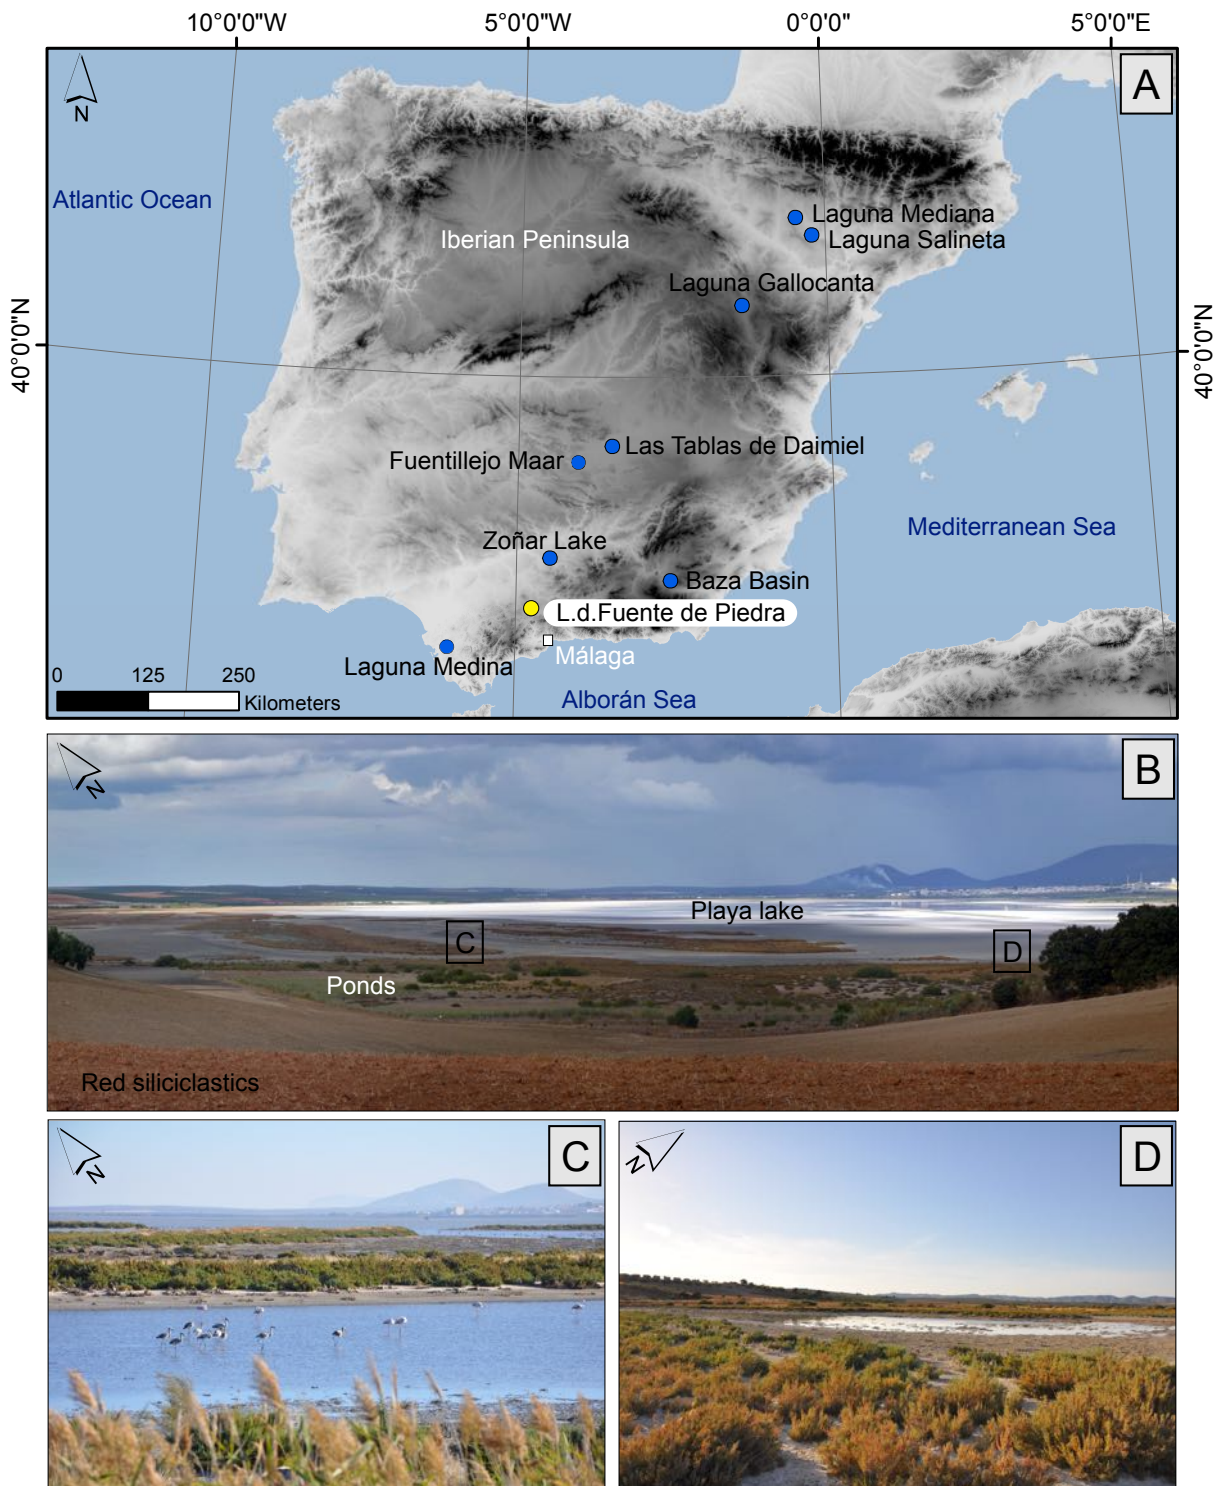 10°0'0"W
5°0'0"W
0°0'0"
5°0'0"E
A
N
Atlantic Ocean
Iberian Peninsula
Laguna Mediana
Laguna Salineta
Laguna Gallocanta
40°0'0"N
40°0'0"N
Las Tablas de Daimiel
Fuentillejo Maar
Mediterranean Sea
Zoñar Lake
Baza Basin
L.d.Fuente de Piedra
Laguna Medina
Málaga
0 125 250
Kilometers
Alborán Sea
B
N
Playa lake
C
D
Ponds
Red siliciclastics
C
N
D
N